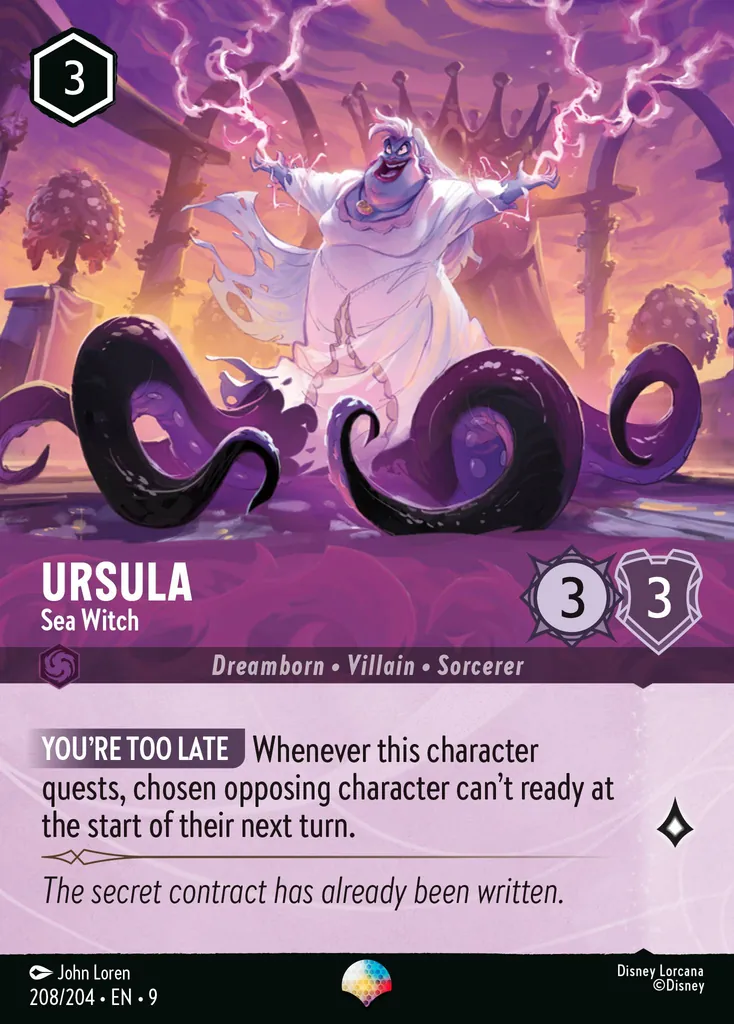 3
URSULA
Sea Witch
3
3
Dreamborn • Villain • Sorcerer
YOU'RE TOO LATE Whenever this character
quests, chosen opposing character can't ready at
the start of their next turn.
The secret contract has already been written.
John Loren
208/204 • EN • 9
Disney Lorcana
©Disney